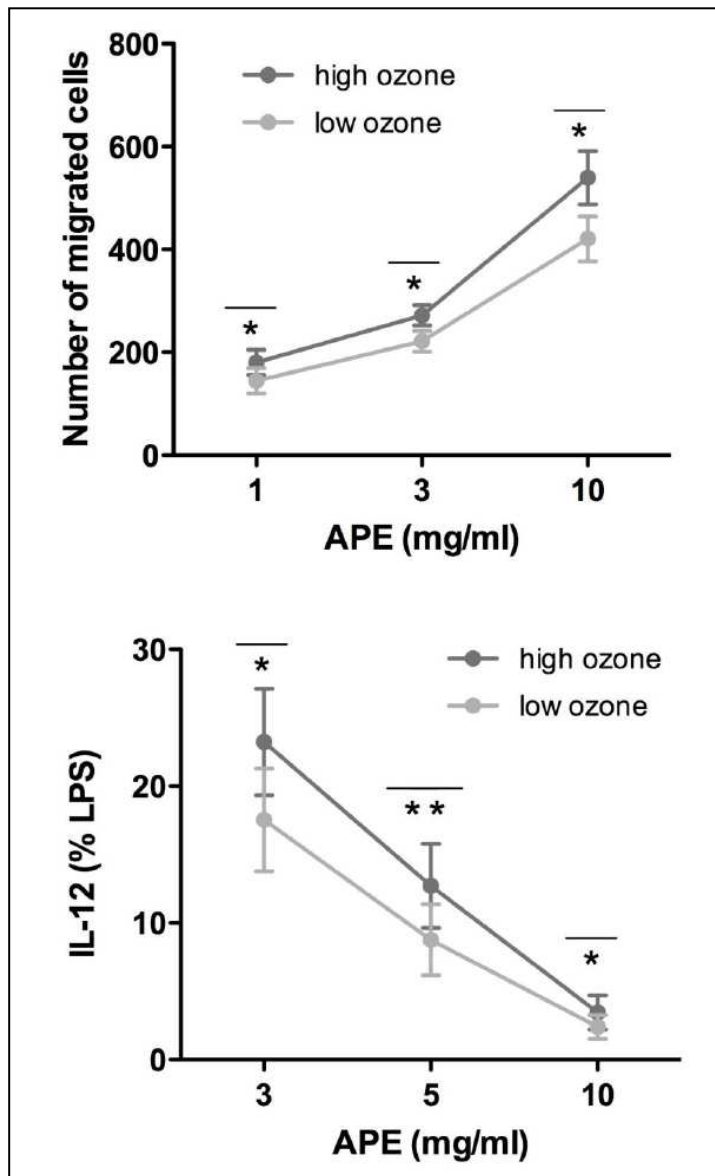 800
600
400
200
0
Number of migrated cells
high ozone
low ozone
*
*
*
1 3 10
APE (mg/ml)
30
20
10
0
IL-12 (% LPS)
high ozone
low ozone
*
**
*
3 5 10
APE (mg/ml)